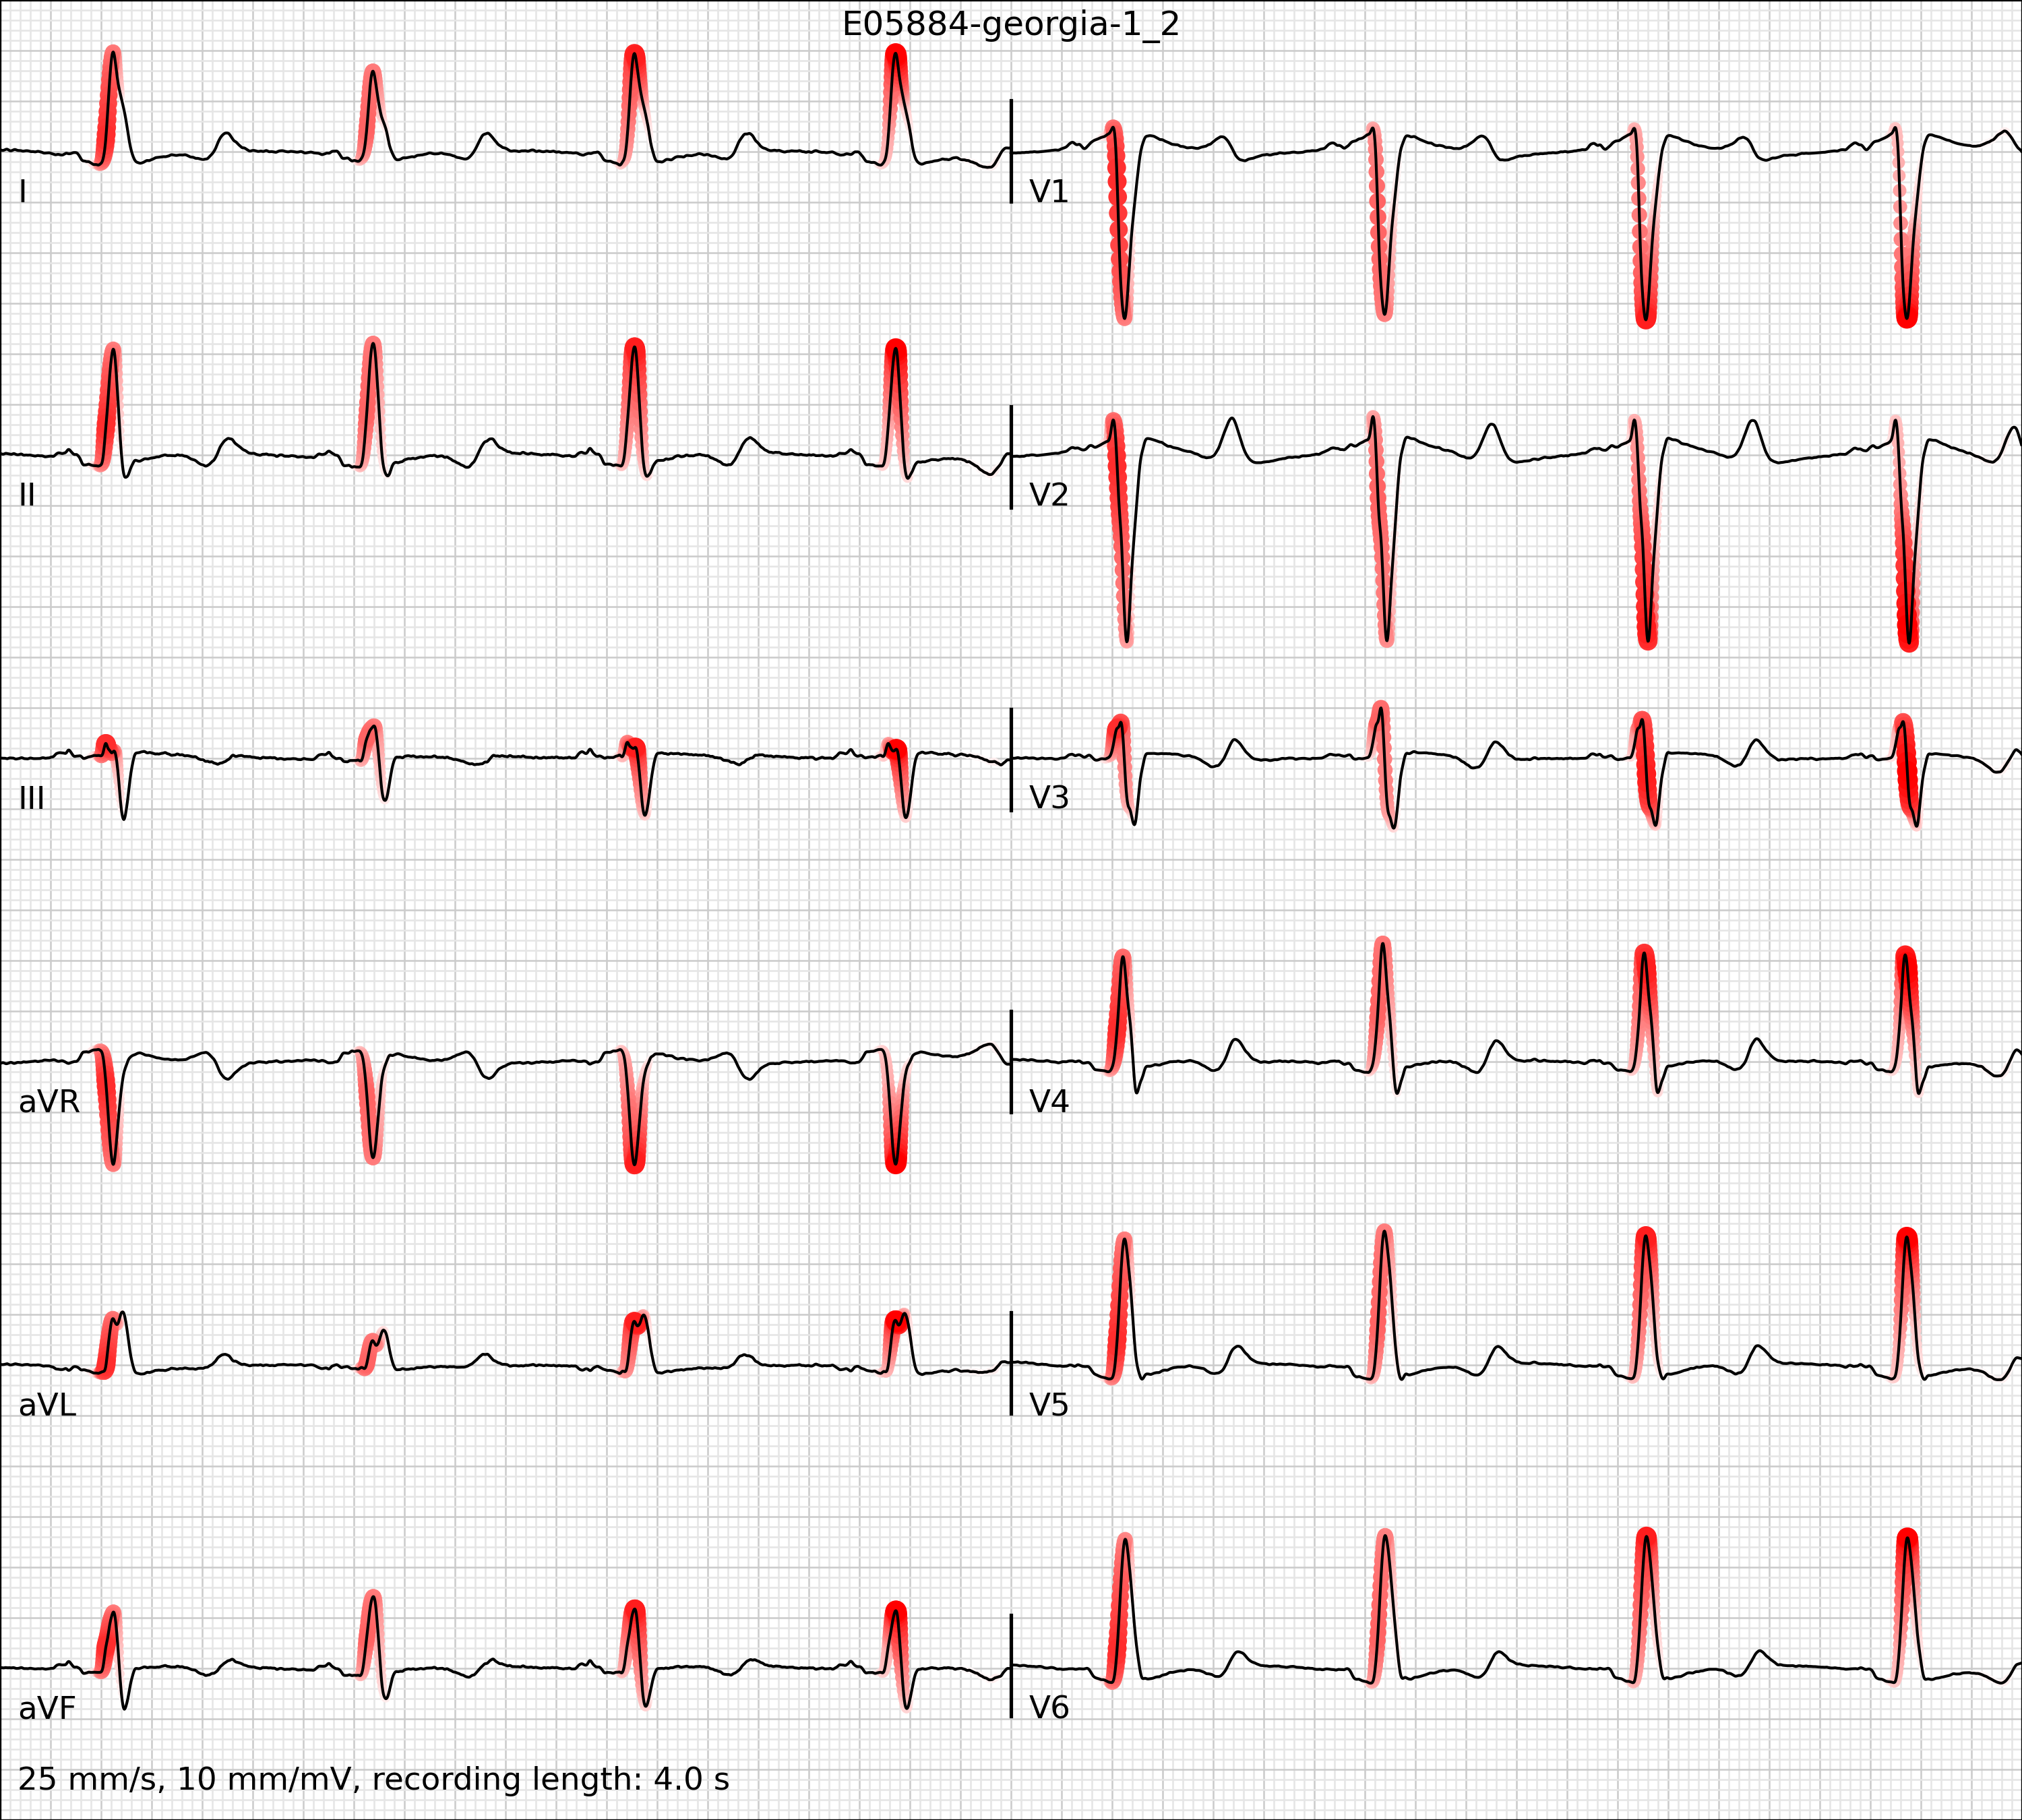 E05884-georgia-1_2
I
V1
II
V2
III
V3
aVR
V4
aVL
V5
aVF
V6
25 mm/s, 10 mm/mV, recording length: 4.0 s